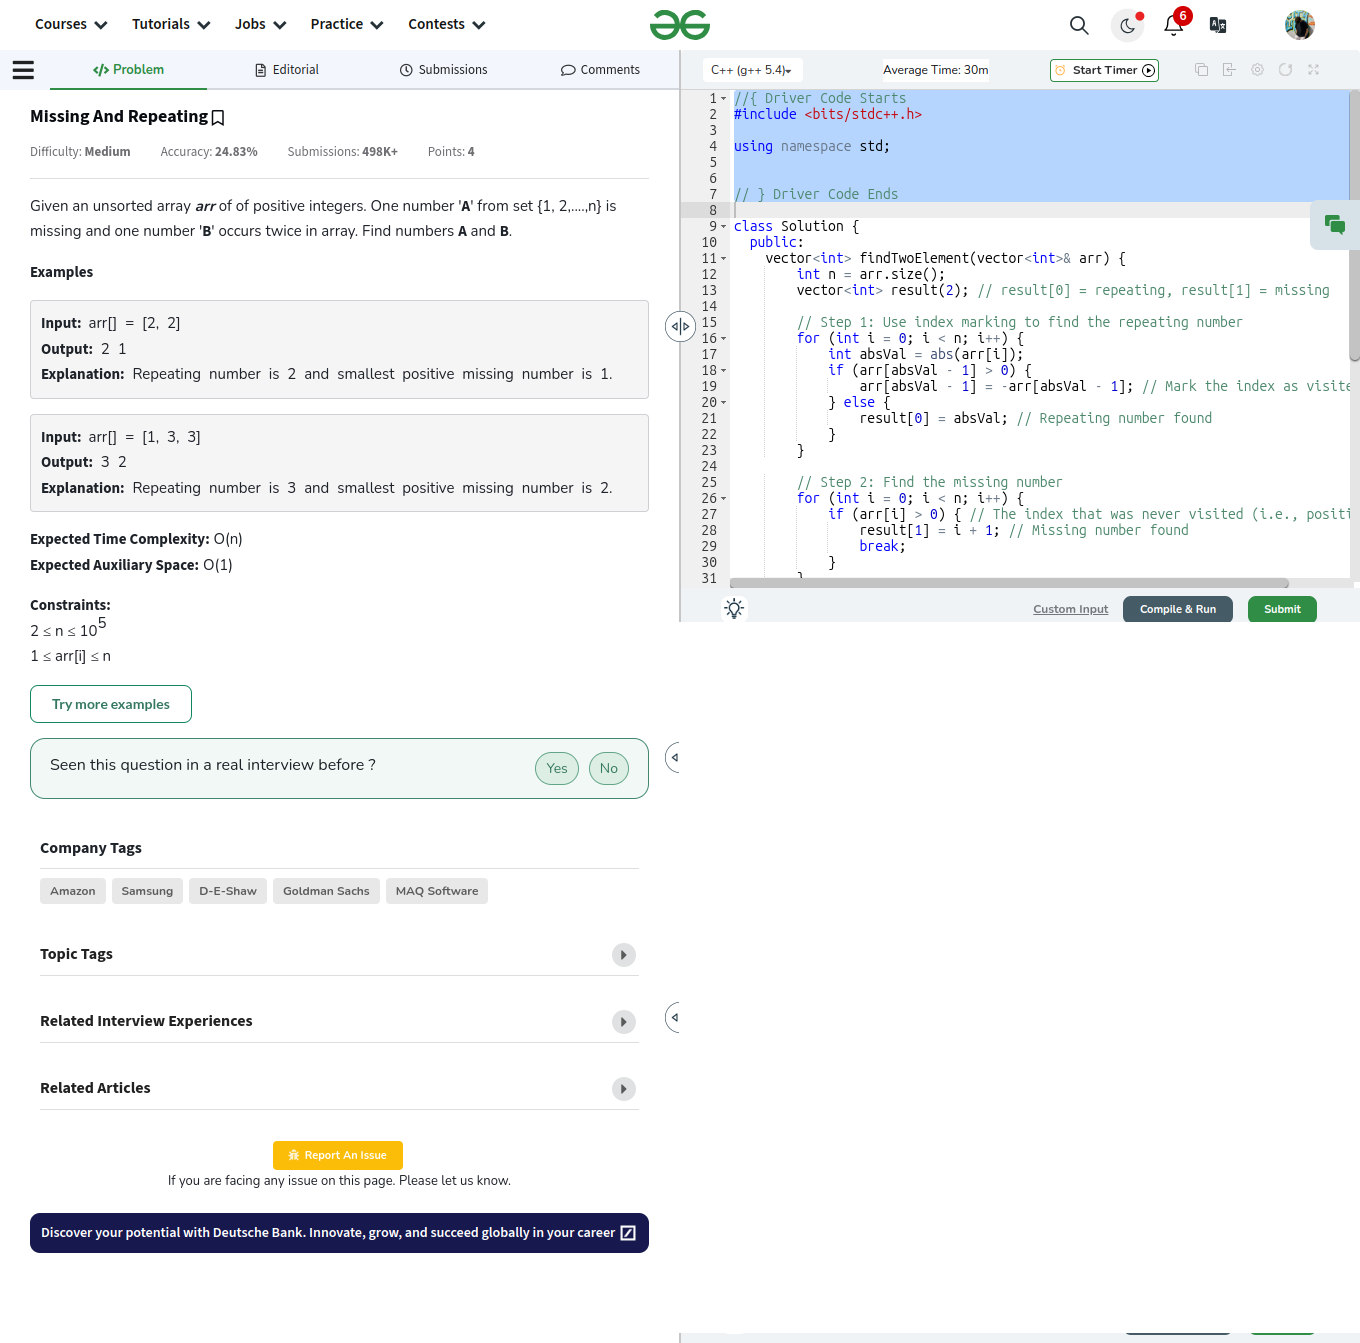 Courses Tutorials Jobs Practice Contests
6
Problem Editorial Submissions Comments
Missing And Repeating
Difficulty: Medium Accuracy: 24.83% Submissions: 498K+ Points: 4
Given an unsorted array arr of of positive integers. One number 'A' from set {1, 2,....,n} is
missing and one number 'B' occurs twice in array. Find numbers A and B.
Examples
Input: arr[] = [2, 2]
Output: 2 1
Explanation: Repeating number is 2 and smallest positive missing number is 1.
Input: arr[] = [1, 3, 3]
Output: 3 2
Explanation: Repeating number is 3 and smallest positive missing number is 2.
Expected Time Complexity: O(n)
Expected Auxiliary Space: O(1)
Constraints:
2 ≤ n ≤ 10^5
1 ≤ arr[i] ≤ n
Try more examples
Seen this question in a real interview before ? Yes No
Company Tags
Amazon Samsung D-E-Shaw Goldman Sachs MAQ Software
Topic Tags
Related Interview Experiences
Related Articles
Report An Issue
If you are facing any issue on this page. Please let us know.
Discover your potential with Deutsche Bank. Innovate, grow, and succeed globally in your career
C++ (g++ 5.4) Average Time: 30m Start Timer
1 //{ Driver Code Starts
2 #include <bits/stdc++.h>
3
4 using namespace std;
5
6
7 // } Driver Code Ends
8
9 class Solution {
10 public:
11 vector<int> findTwoElement(vector<int>& arr) {
12 int n = arr.size();
13 vector<int> result(2); // result[0] = repeating, result[1] = missing
14
15 // Step 1: Use index marking to find the repeating number
16 for (int i = 0; i < n; i++) {
17 int absVal = abs(arr[i]);
18 if (arr[absVal - 1] > 0) {
19 arr[absVal - 1] = -arr[absVal - 1]; // Mark the index as visite
20 } else {
21 result[0] = absVal; // Repeating number found
22 }
23 }
24
25 // Step 2: Find the missing number
26 for (int i = 0; i < n; i++) {
27 if (arr[i] > 0) { // The index that was never visited (i.e., positi
28 result[1] = i + 1; // Missing number found
29 break;
30 }
31 }
Custom Input Compile & Run Submit